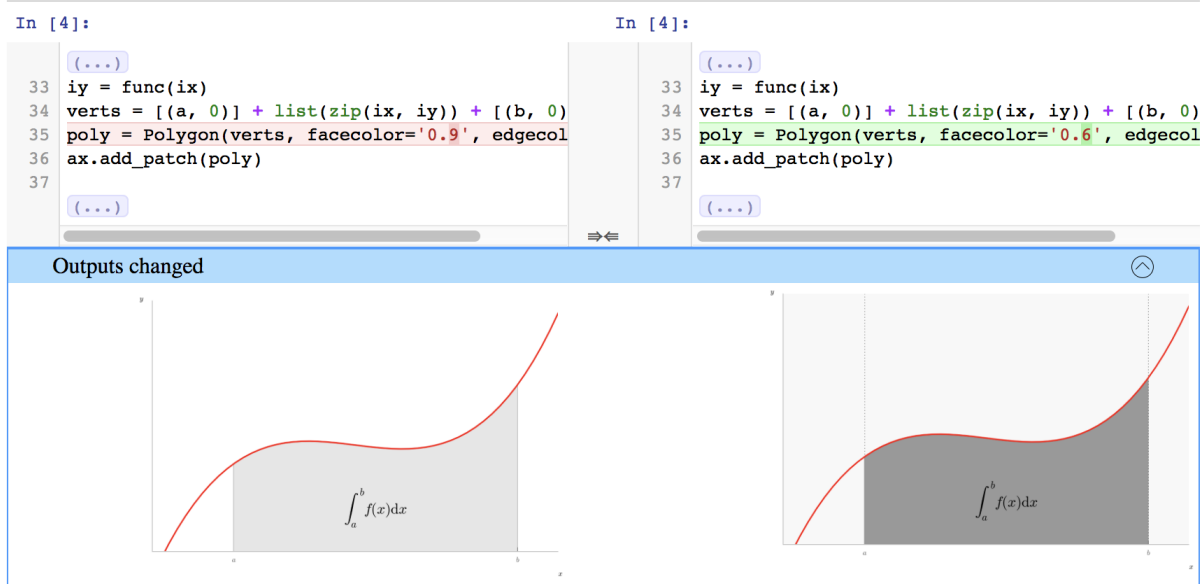 In [4]:
(...)
33 iy = func(ix)
34 verts = [(a, 0)] + list(zip(ix, iy)) + [(b, 0)
35 poly = Polygon(verts, facecolor='0.9', edgecol
36 ax.add_patch(poly)
37
(...)
In [4]:
(...)
33 iy = func(ix)
34 verts = [(a, 0)] + list(zip(ix, iy)) + [(b, 0)
35 poly = Polygon(verts, facecolor='0.6', edgecol
36 ax.add_patch(poly)
37
(...)
Outputs changed
y
∫_a^b f(x)dx
a b
x
y
∫_a^b f(x)dx
a b
x